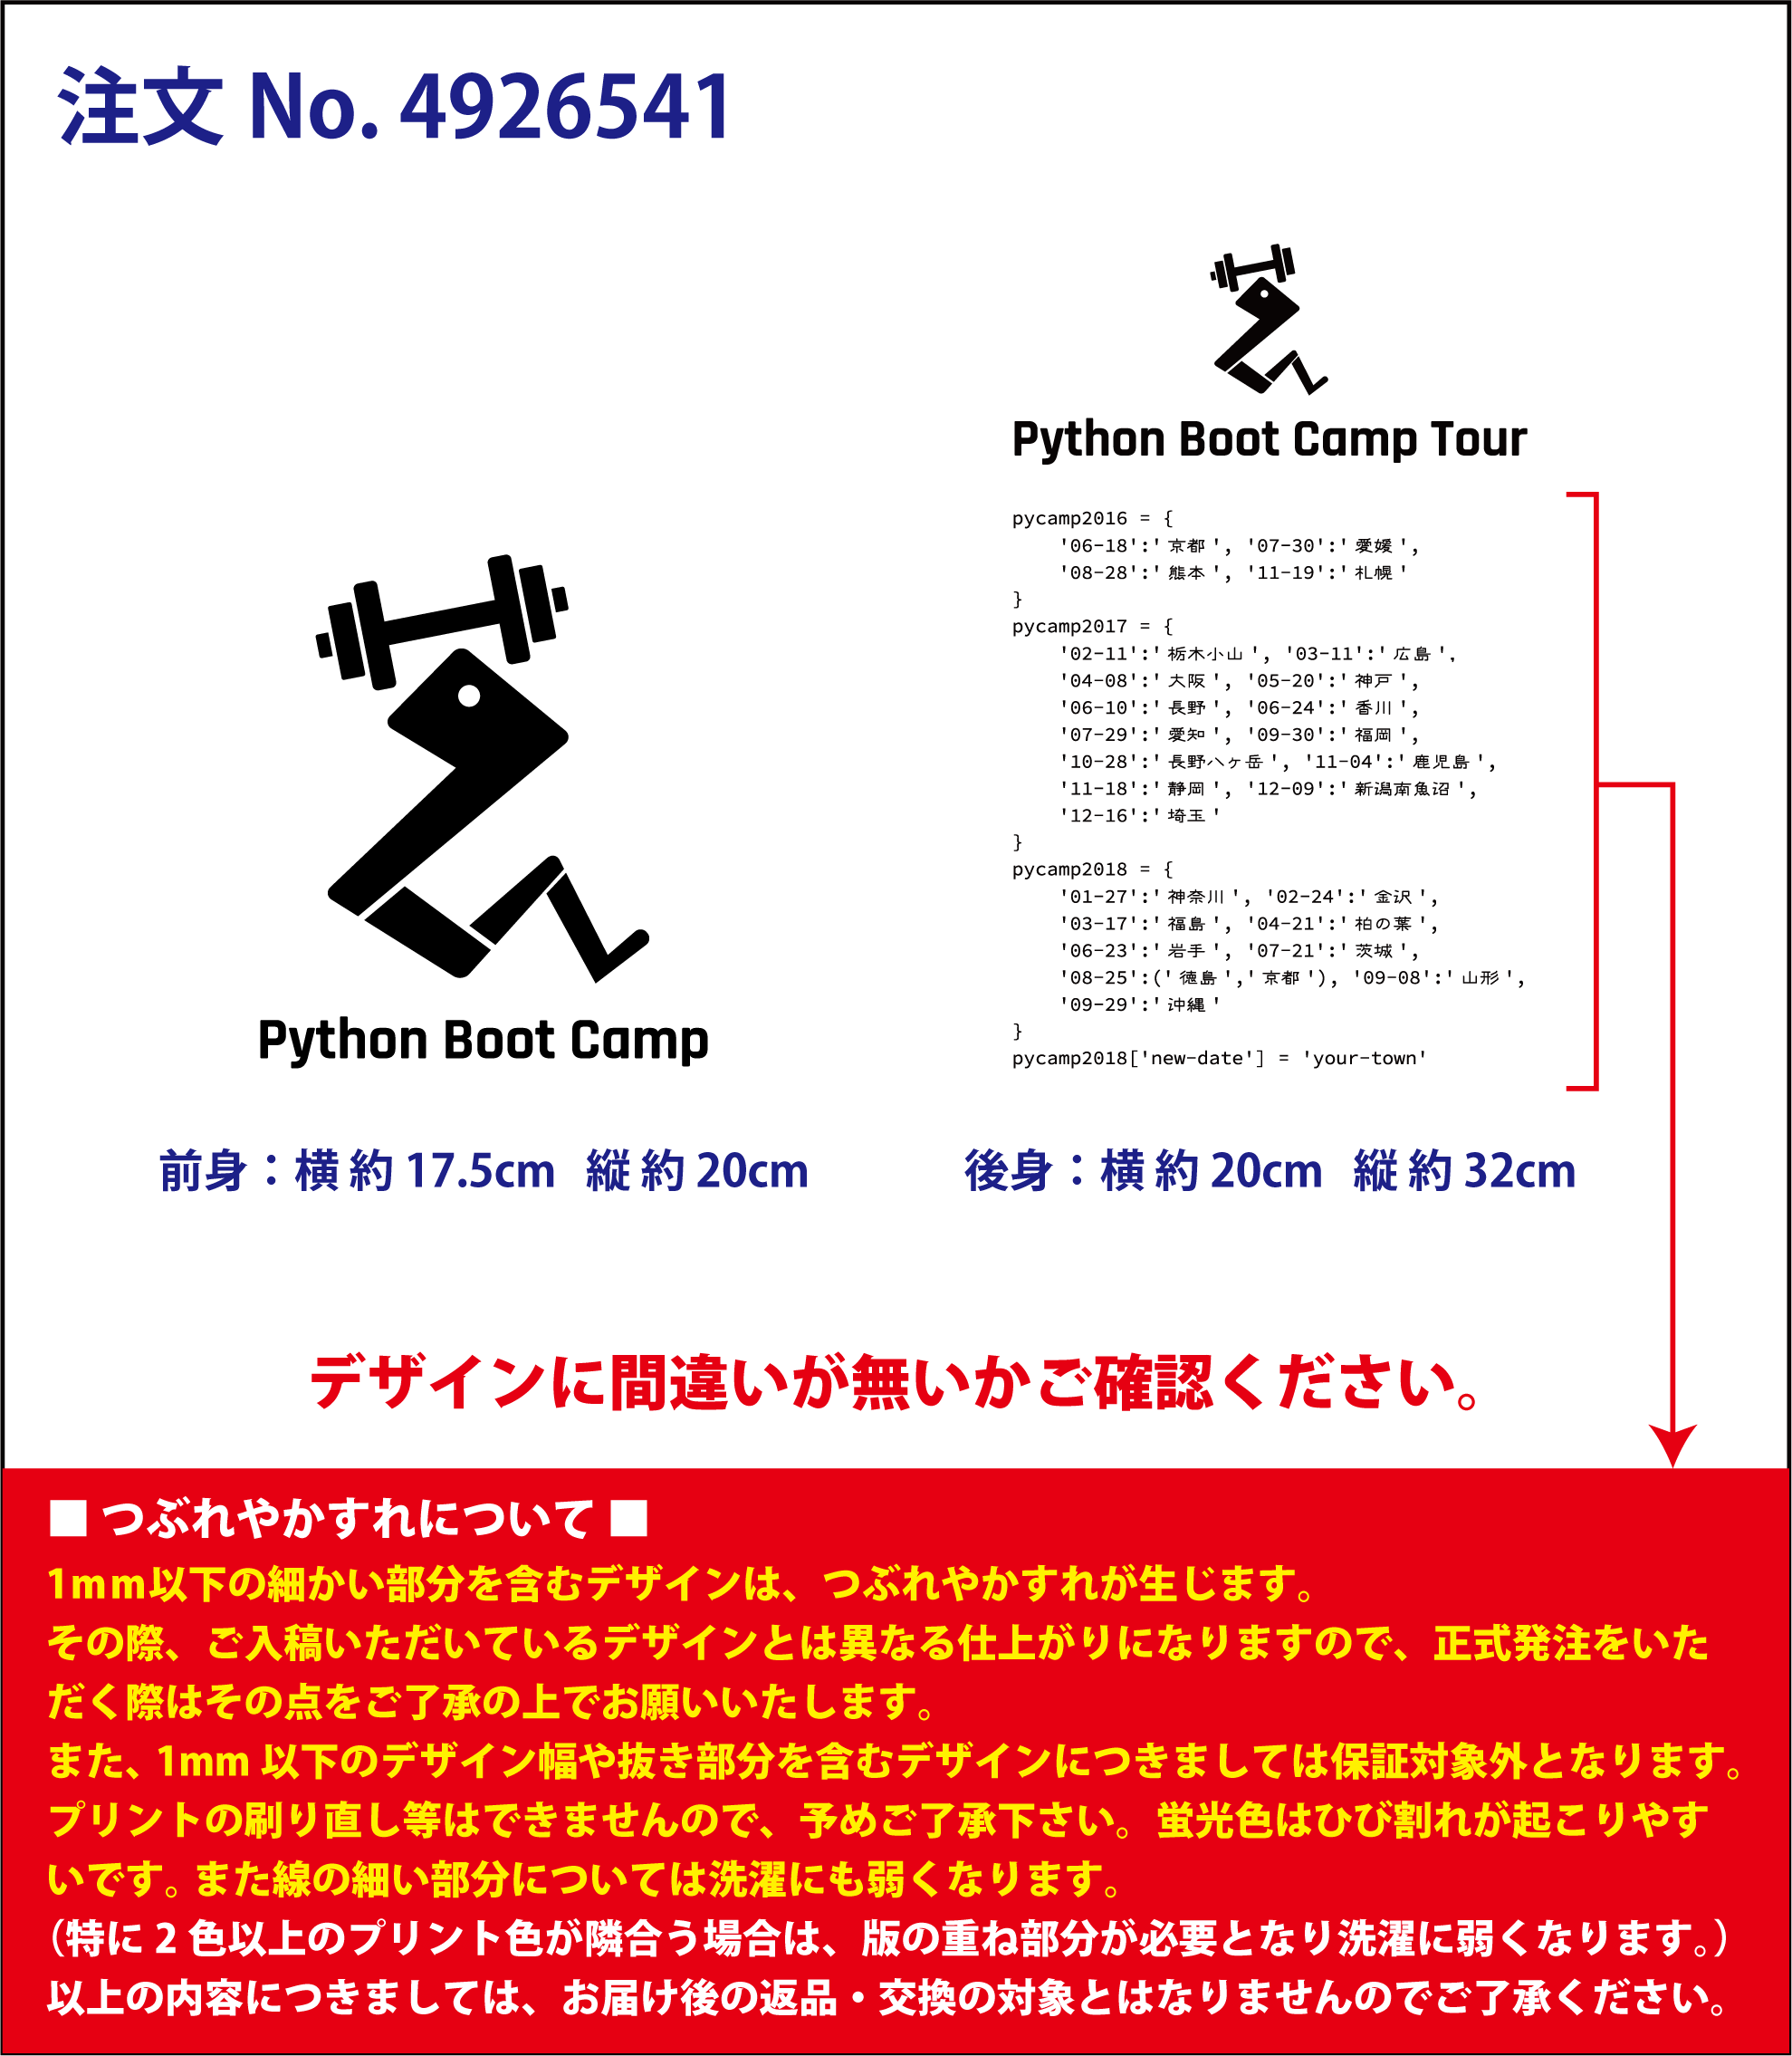 注文 No. 4926541
Python Boot Camp
前身：横 約 17.5cm 縦 約 20cm
Python Boot Camp Tour
pycamp2016 = {
'06-18':' 京都 ', '07-30':' 愛媛 ',
'08-28':' 熊本 ', '11-19':' 札幌 '
}
pycamp2017 = {
'02-11':' 栃木小山 ', '03-11':' 広島 ',
'04-08':' 大阪 ', '05-20':' 神戸 ',
'06-10':' 長野 ', '06-24':' 香川 ',
'07-29':' 愛知 ', '09-30':' 福岡 ',
'10-28':' 長野八ヶ岳 ', '11-04':' 鹿児島 ',
'11-18':' 静岡 ', '12-09':' 新潟南魚沼 ',
'12-16':' 埼玉 '
}
pycamp2018 = {
'01-27':' 神奈川 ', '02-24':' 金沢 ',
'03-17':' 福島 ', '04-21':' 柏の葉 ',
'06-23':' 岩手 ', '07-21':' 茨城 ',
'08-25':(' 徳島 ',' 京都 '), '09-08':' 山形 ',
'09-29':' 沖縄 '
}
pycamp2018['new-date'] = 'your-town'
後身：横 約 20cm 縦 約 32cm
デザインに間違いが無いかご確認ください。
■ つぶれやかすれについて ■
1mm以下の細かい部分を含むデザインは、つぶれやかすれが生じます。
その際、ご入稿いただいているデザインとは異なる仕上がりになりますので、正式発注をいた
だく際はその点をご了承の上でお願いいたします。
また、1mm 以下のデザイン幅や抜き部分を含むデザインにつきましては保証対象外となります。
プリントの刷り直し等はできませんので、予めご了承下さい。蛍光色はひび割れが起こりやす
いです。また線の細い部分については洗濯にも弱くなります。
（特に 2 色以上のプリント色が隣合う場合は、版の重ね部分が必要となり洗濯に弱くなります。）
以上の内容につきましては、お届け後の返品・交換の対象とはなりませんのでご了承ください。